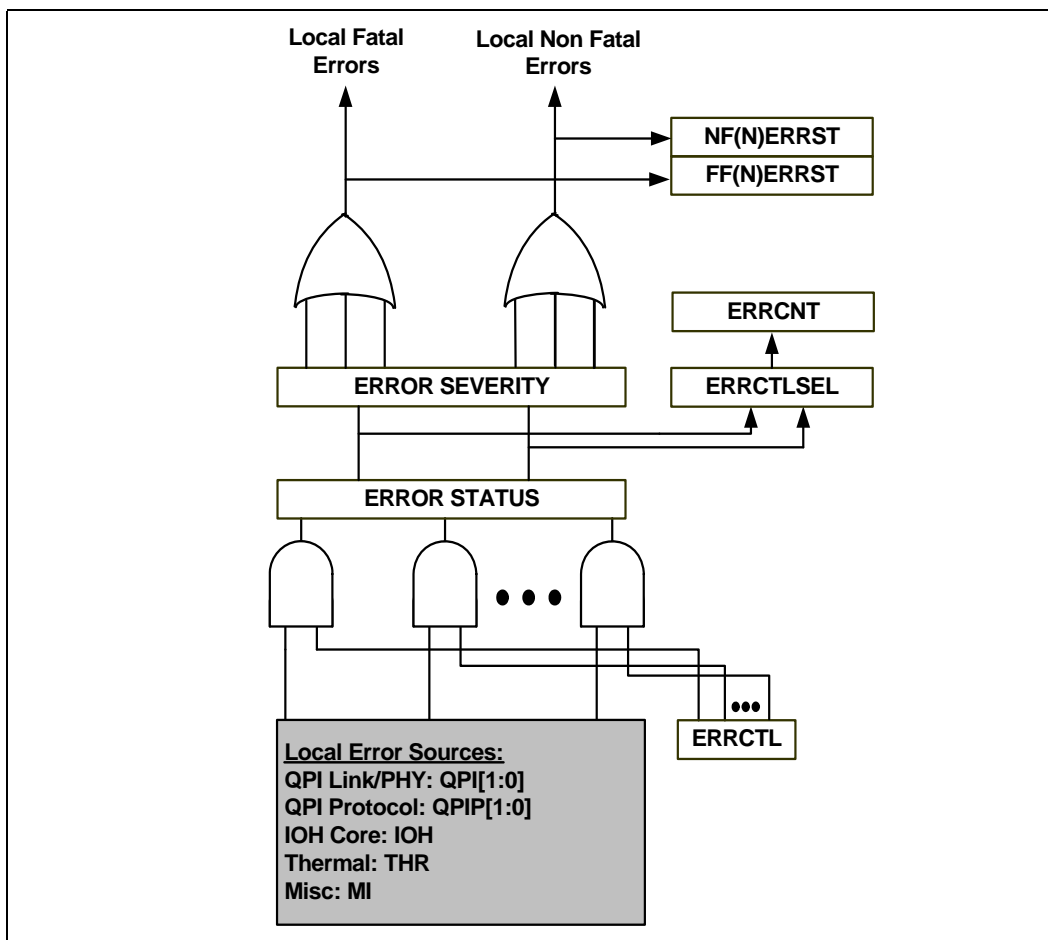 Local Fatal
Errors
Local Non Fatal
Errors
NF(N)ERRST
FF(N)ERRST
ERRCNT
ERROR SEVERITY
ERRCTLSEL
ERROR STATUS
ERRCTL
Local Error Sources:
QPI Link/PHY: QPI[1:0]
QPI Protocol: QPIP[1:0]
IOH Core: IOH
Thermal: THR
Misc: MI